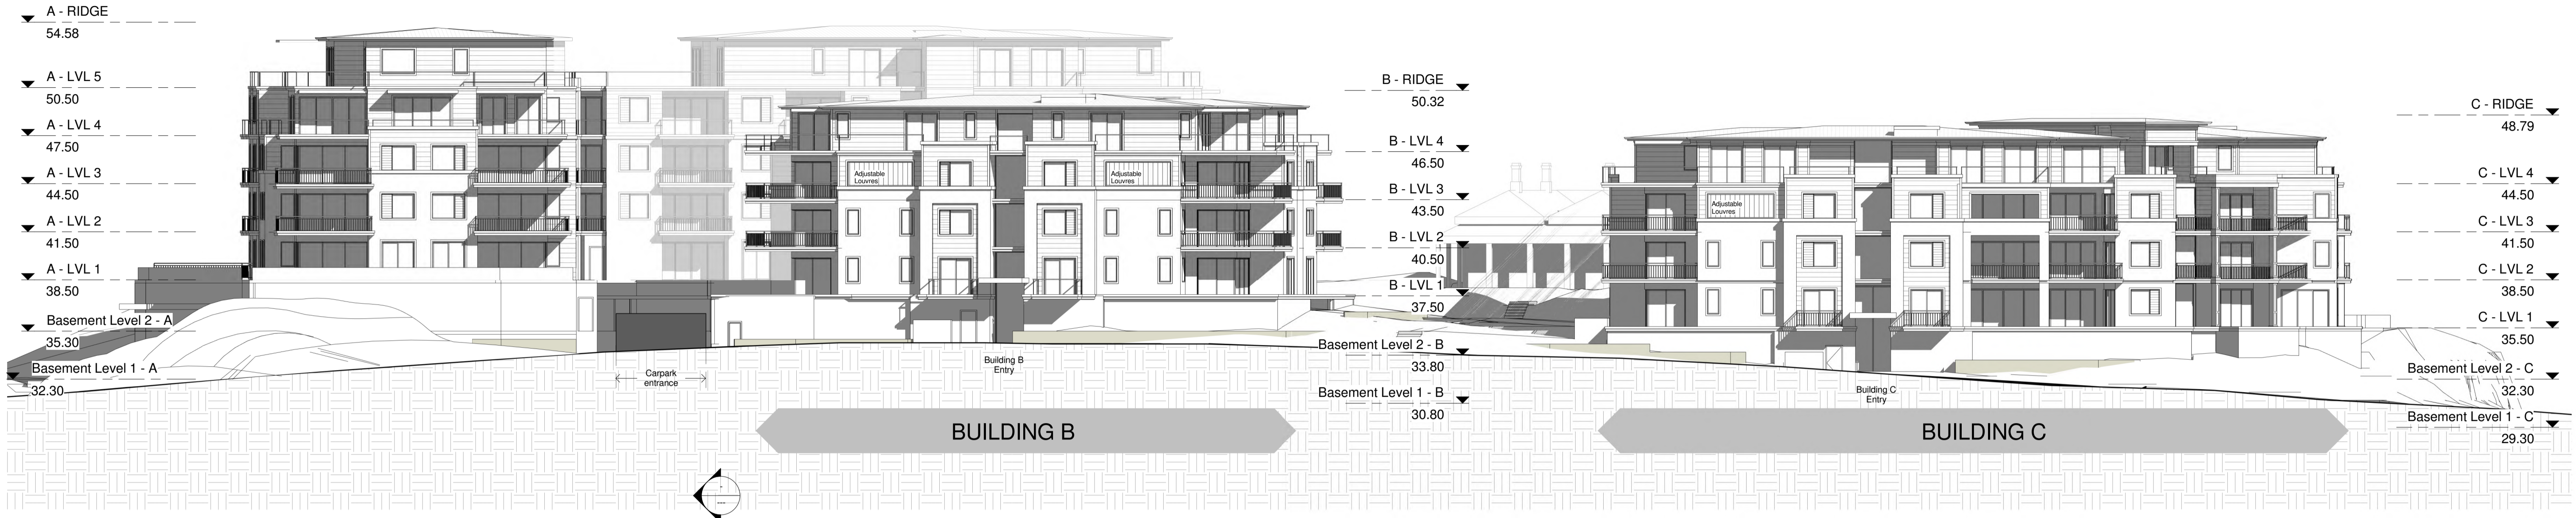 A - RIDGE
54.58
A - LVL 5
50.50
A - LVL 4
47.50
A - LVL 3
44.50
A - LVL 2
41.50
A - LVL 1
38.50
Basement Level 2 - A
35.30
Basement Level 1 - A
32.30
Adjustable
Louvres
Adjustable
Louvres
Carpark
entrance
Building B
Entry
BUILDING B
B - RIDGE
50.32
B - LVL 4
46.50
B - LVL 3
43.50
B - LVL 2
40.50
B - LVL 1
37.50
Basement Level 2 - B
33.80
Basement Level 1 - B
30.80
Adjustable
Louvres
Building C
Entry
BUILDING C
C - RIDGE
48.79
C - LVL 4
44.50
C - LVL 3
41.50
C - LVL 2
38.50
C - LVL 1
35.50
Basement Level 2 - C
32.30
Basement Level 1 - C
29.30